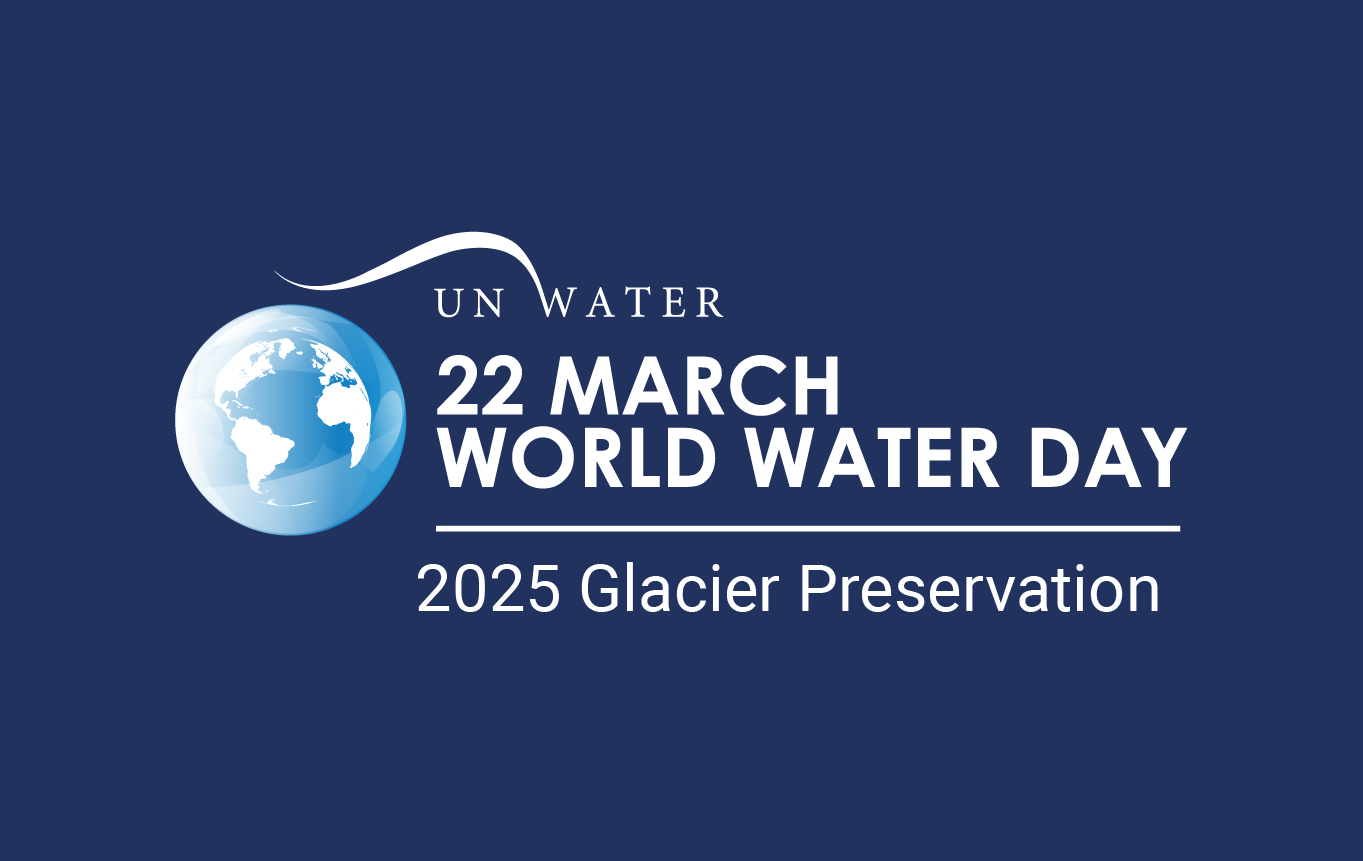 UN WATER
22 MARCH
WORLD WATER DAY
2025 Glacier Preservation